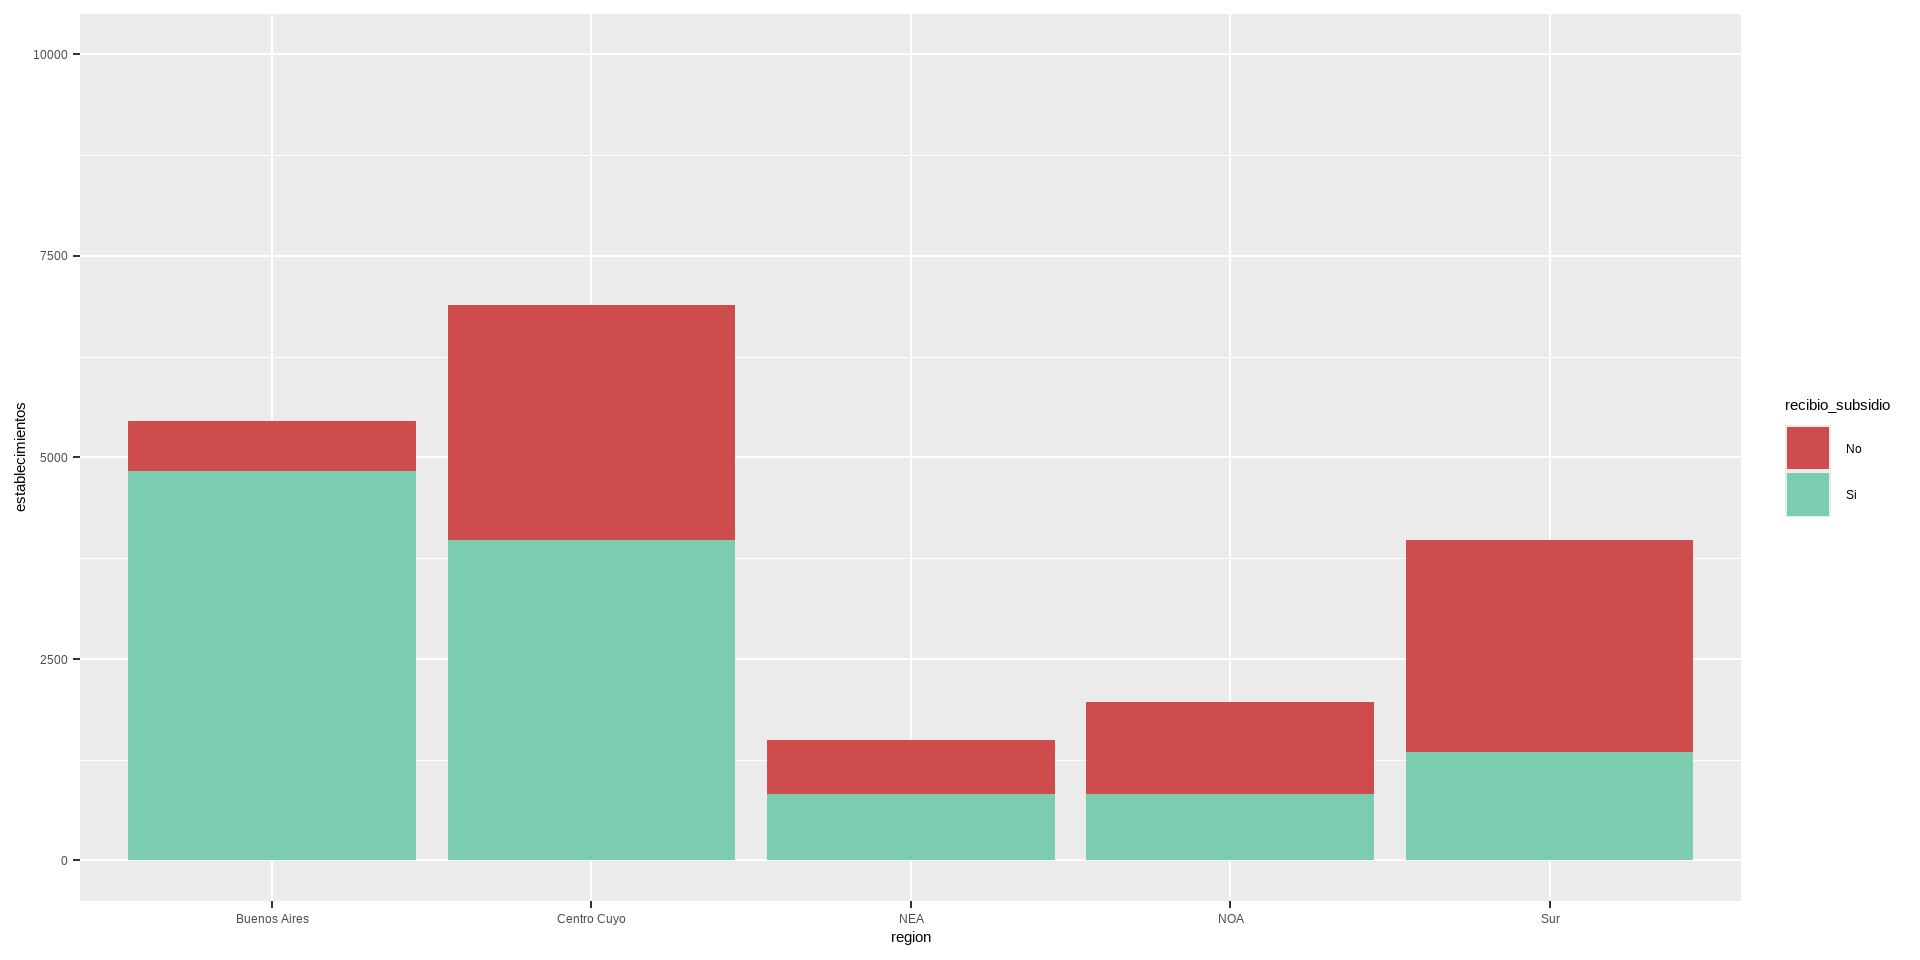 10000
7500
5000
2500
0
establecimientos
Buenos Aires
Centro Cuyo
NEA
NOA
Sur
region
recibio_subsidio
No
Si